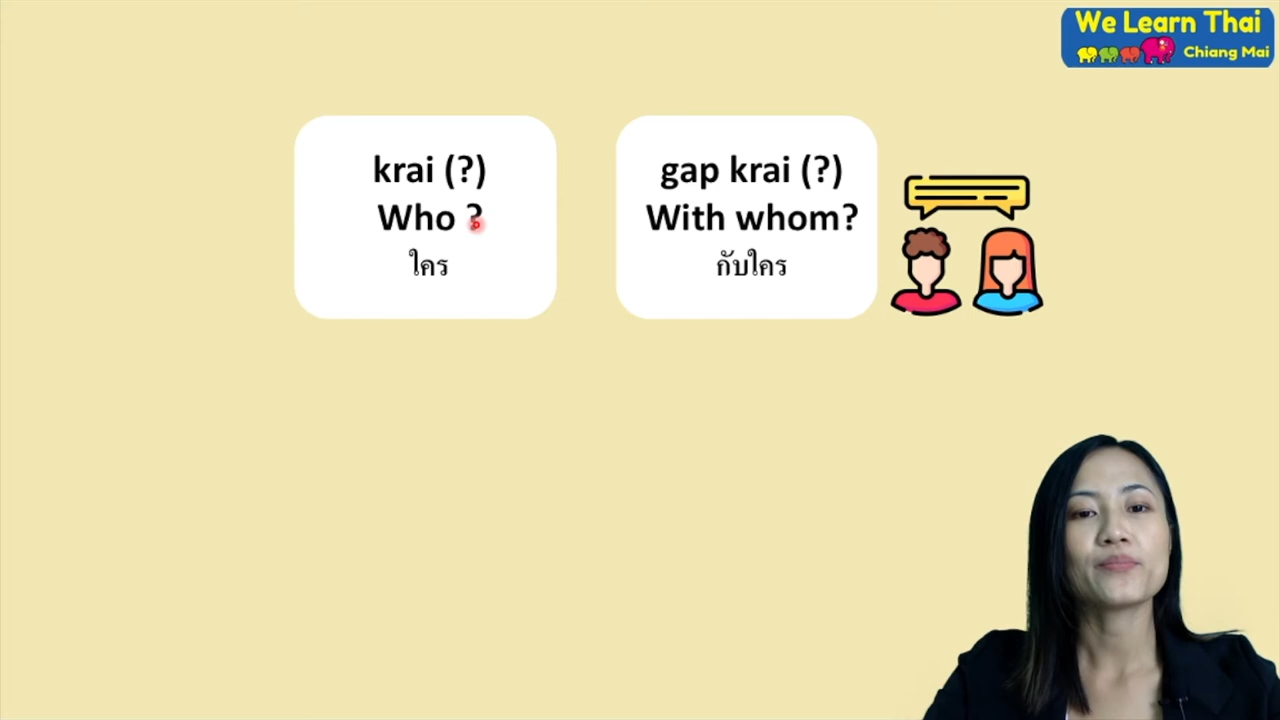 We Learn Thai
Chiang Mai
krai (?)
Who ?
ใคร
gap krai (?)
With whom?
กับใคร